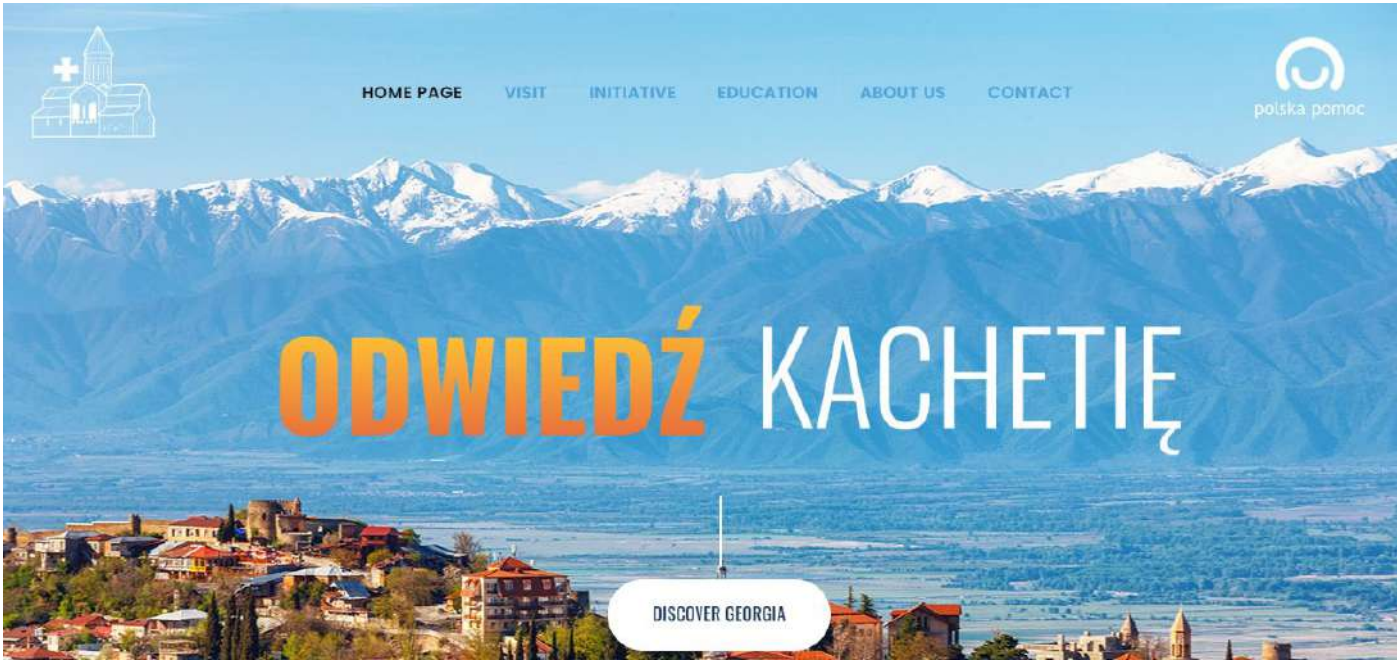 HOME PAGE VISIT INITIATIVE EDUCATION ABOUT US CONTACT
polska pomoc
ODWIEDŹ KACHETIĘ
DISCOVER GEORGIA